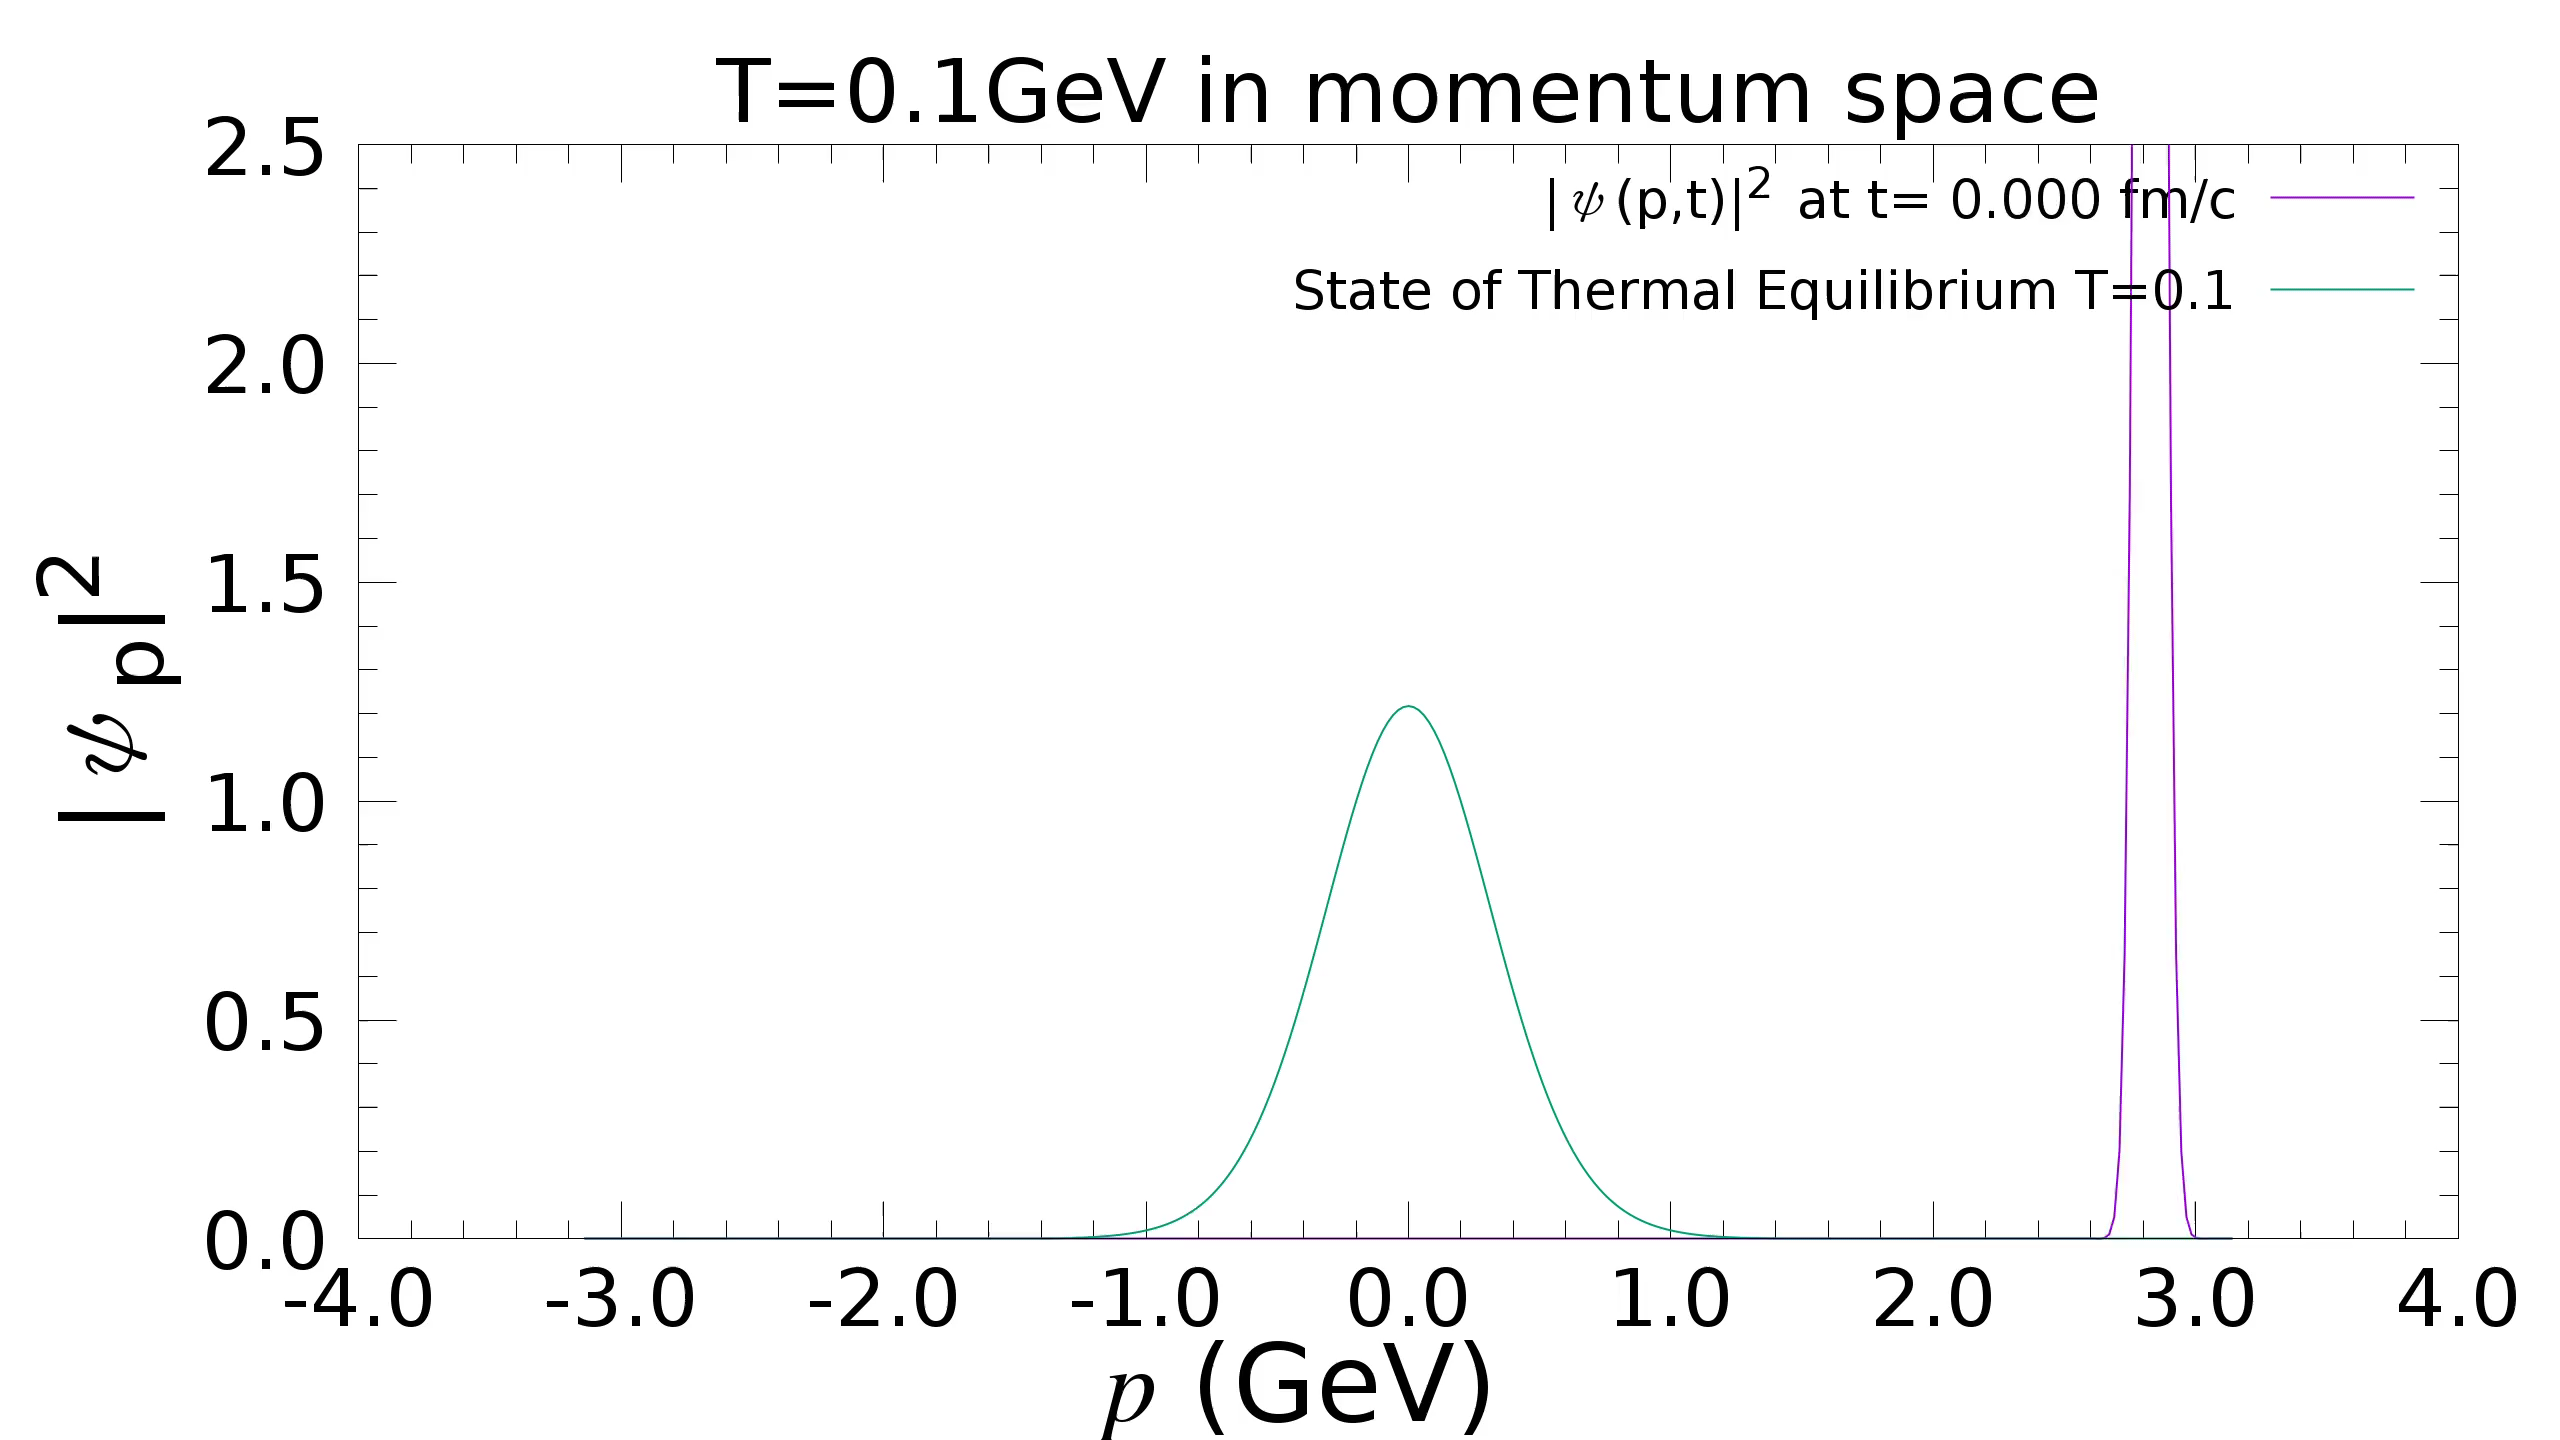 T=0.1GeV in momentum space
|ψ(p,t)|² at t= 0.000 fm/c
State of Thermal Equilibrium T=0.1
|ψp|²
2.5
2.0
1.5
1.0
0.5
0.0
-4.0 -3.0 -2.0 -1.0 0.0 1.0 2.0 3.0 4.0
p (GeV)